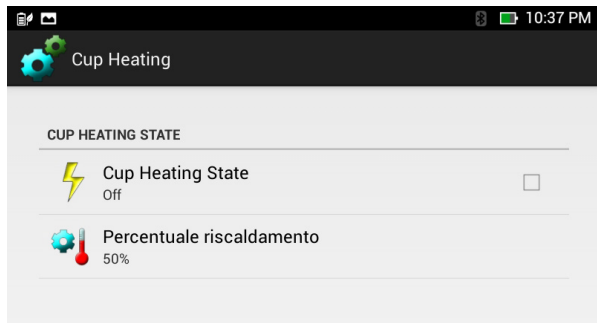 10:37 PM
Cup Heating
CUP HEATING STATE
Cup Heating State
Off
Percentuale riscaldamento
50%